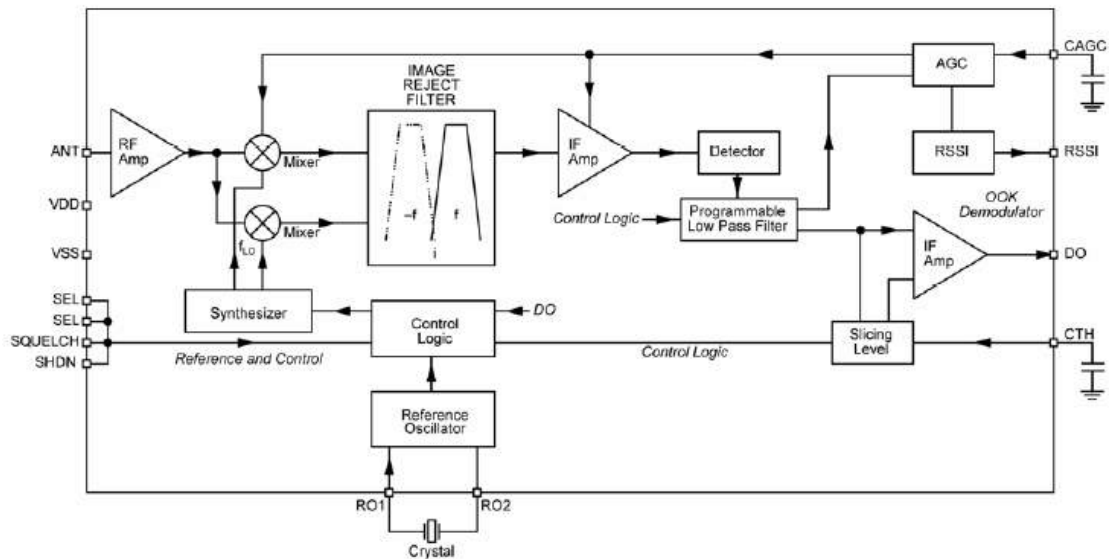 CAGC
AGC
IMAGE
REJECT
FILTER
RF
Amp
ANT
Mixer
IF
Amp
Detector
RSSI
RSSI
VDD
–f
f
Mixer
Control Logic
Programmable
Low Pass Filter
OOK
Demodulator
VSS
fLO
IF
Amp
DO
SEL
Synthesizer
DO
SEL
Control
Logic
SQUELCH
Slicing
Level
CTH
SHDN
Reference and Control
Control Logic
Reference
Oscillator
RO1
RO2
Crystal